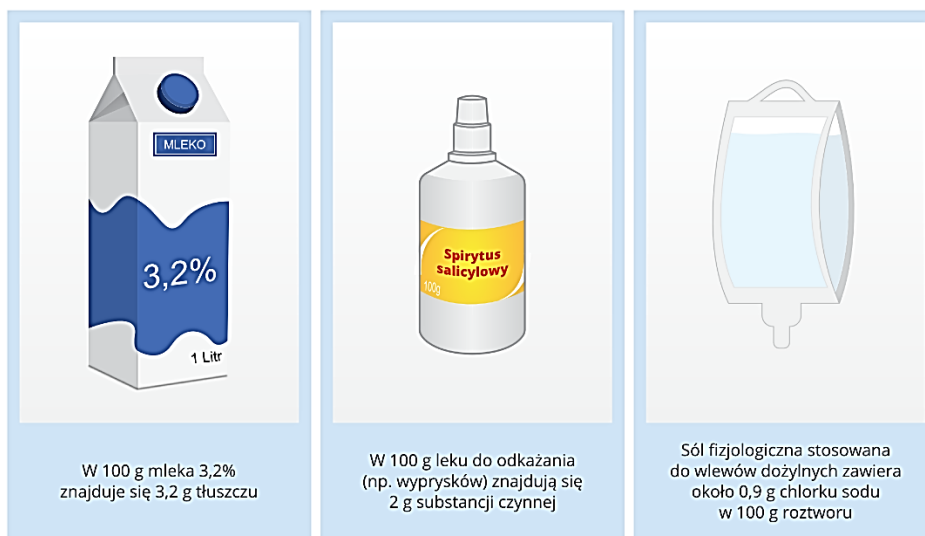 MLEKO
3,2%
1 Litr
W 100 g mleka 3,2%
znajduje się 3,2 g tłuszczu
Spirytus
salicylowy
100g
W 100 g leku do odkażania
(np. wyprysków) znajdują się
2 g substancji czynnej
Sól fizjologiczna stosowana
do wlewów dożylnych zawiera
około 0,9 g chlorku sodu
w 100 g roztworu